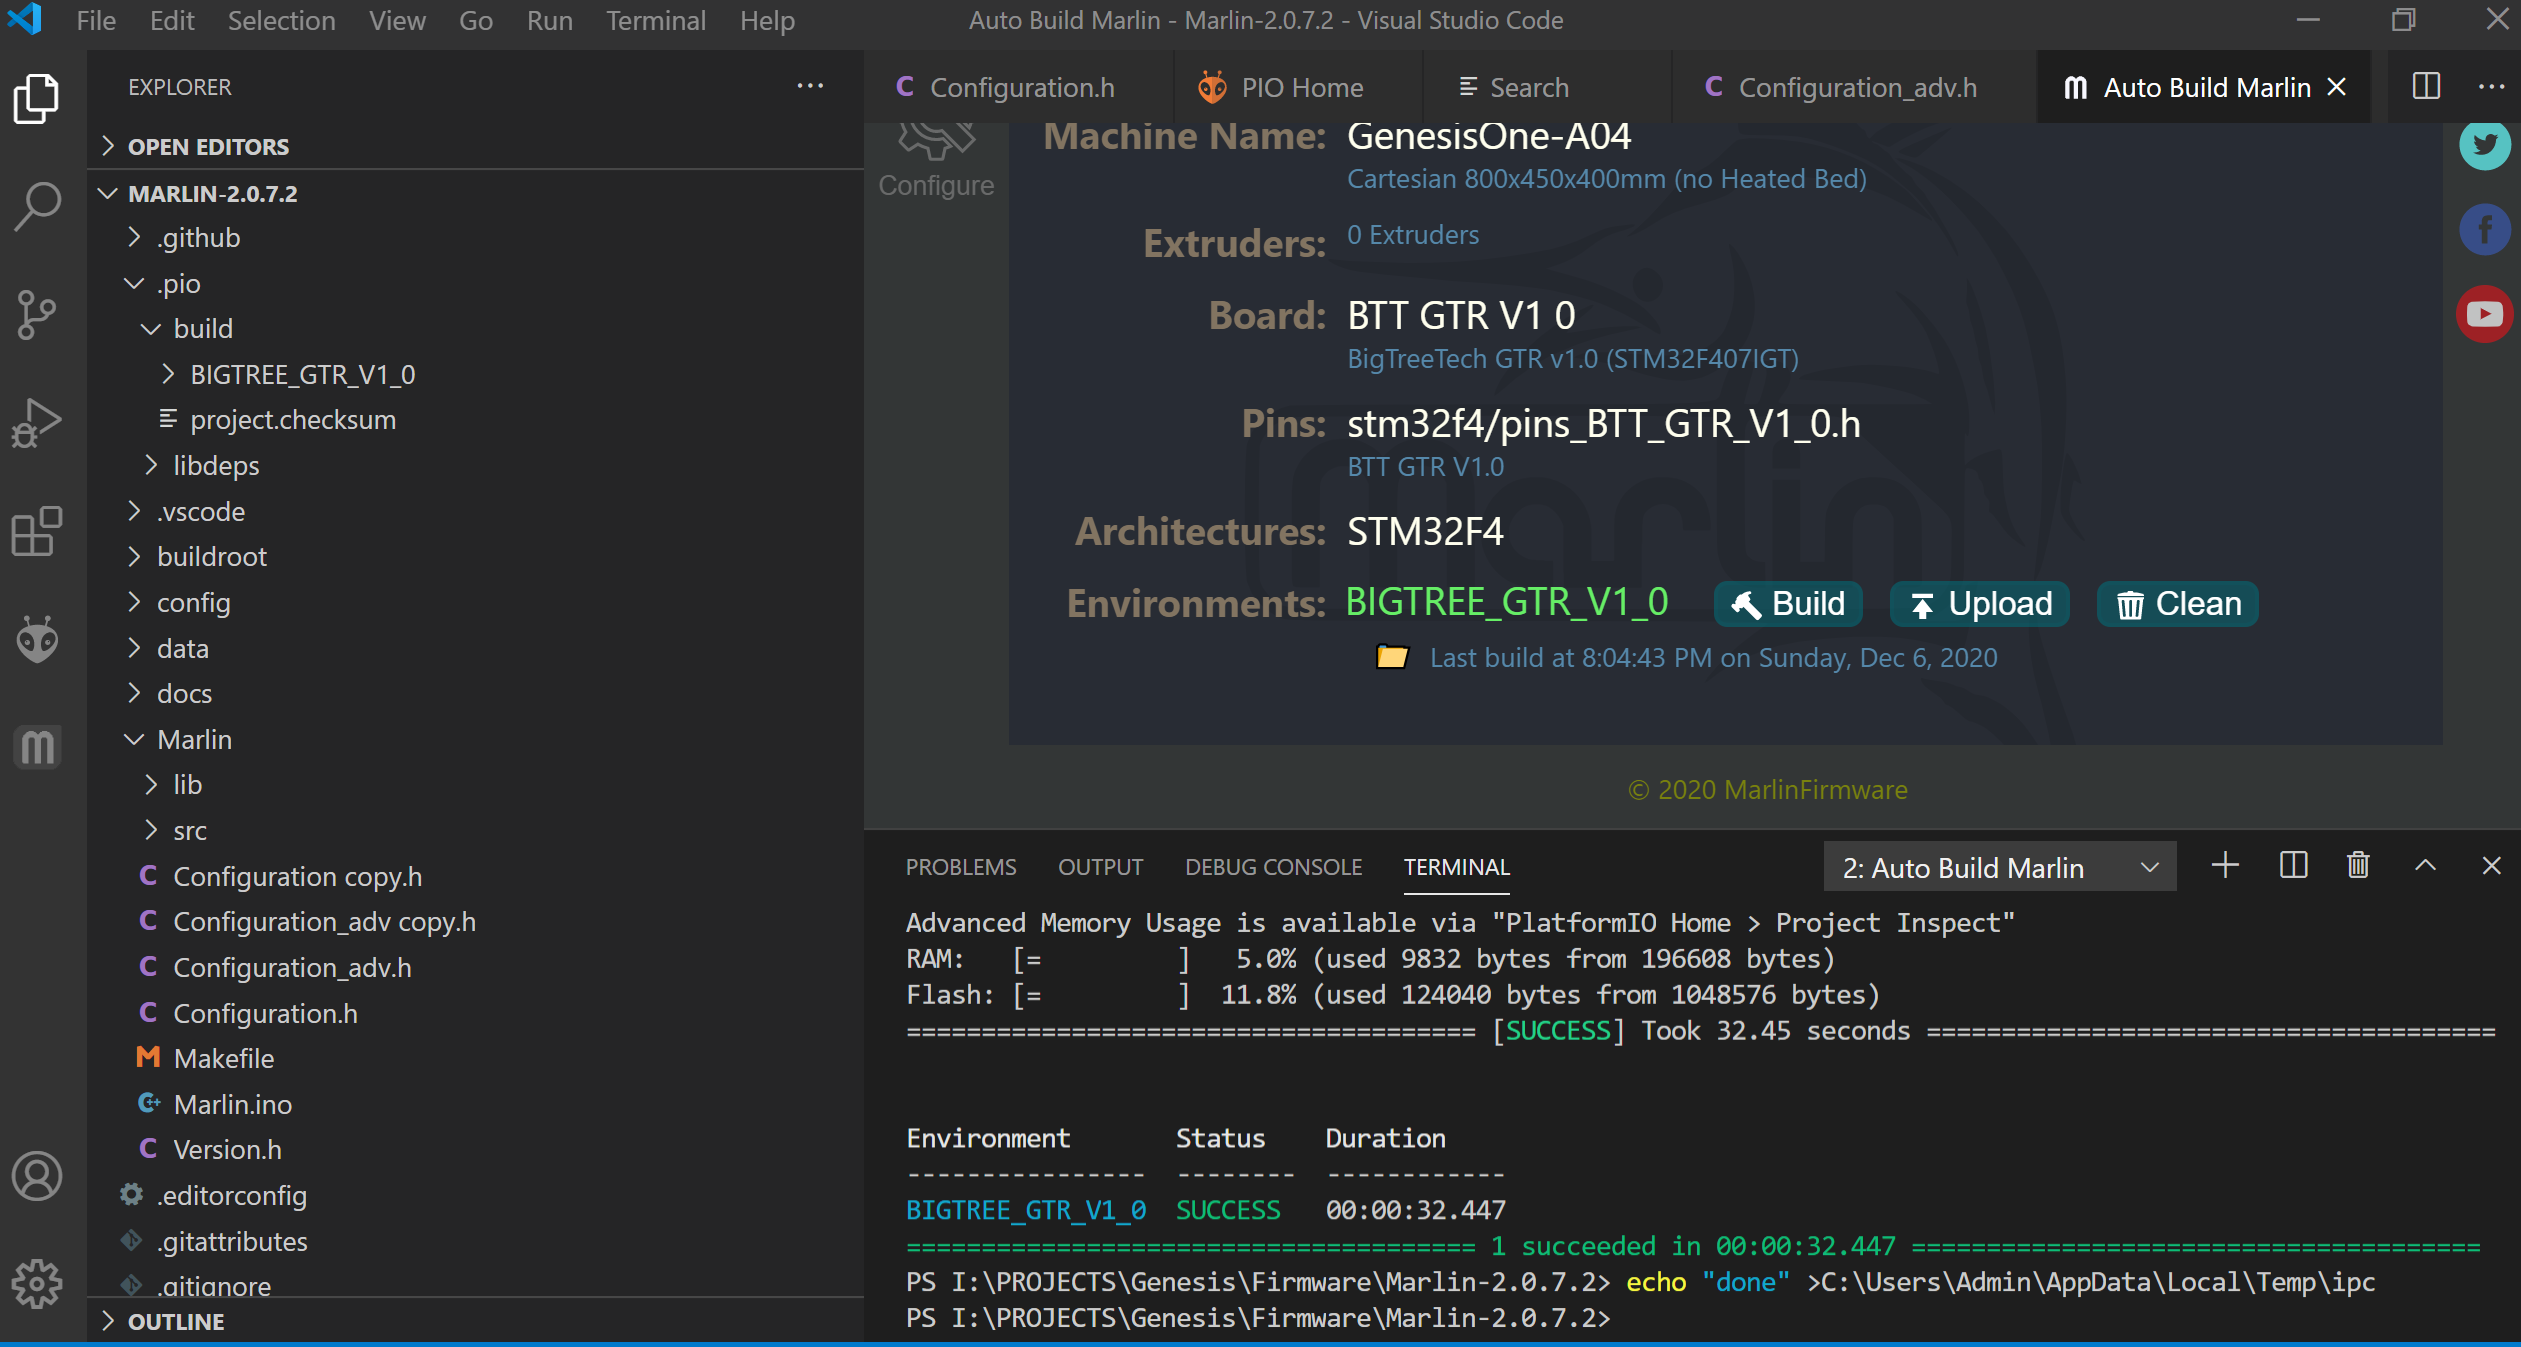 File Edit Selection View Go Run Terminal Help
Auto Build Marlin - Marlin-2.0.7.2 - Visual Studio Code
EXPLORER
OPEN EDITORS
MARLIN-2.0.7.2
.github
.pio
build
BIGTREE_GTR_V1_0
project.checksum
libdeps
.vscode
buildroot
config
data
docs
Marlin
lib
src
Configuration copy.h
Configuration_adv copy.h
Configuration_adv.h
Configuration.h
Makefile
Marlin.ino
Version.h
.editorconfig
.gitattributes
.gitignore
OUTLINE
Configuration.h PIO Home Search Configuration_adv.h Auto Build Marlin
Configure
Machine Name: GenesisOne-A04
Cartesian 800x450x400mm (no Heated Bed)
Extruders: 0 Extruders
Board: BTT GTR V1 0
BigTreeTech GTR v1.0 (STM32F407IGT)
Pins: stm32f4/pins_BTT_GTR_V1_0.h
BTT GTR V1.0
Architectures: STM32F4
Environments: BIGTREE_GTR_V1_0 Build Upload Clean
Last build at 8:04:43 PM on Sunday, Dec 6, 2020
marlin
© 2020 MarlinFirmware
PROBLEMS OUTPUT DEBUG CONSOLE TERMINAL 2: Auto Build Marlin
Advanced Memory Usage is available via "PlatformIO Home > Project Inspect"
RAM:   [=         ]   5.0% (used 9832 bytes from 196608 bytes)
Flash: [=         ]  11.8% (used 124040 bytes from 1048576 bytes)
====================================== [SUCCESS] Took 32.45 seconds ======================================
Environment       Status    Duration
----------------  --------  ------------
BIGTREE_GTR_V1_0  SUCCESS   00:00:32.447
====================================== 1 succeeded in 00:00:32.447 ======================================
PS I:\PROJECTS\Genesis\Firmware\Marlin-2.0.7.2> echo "done" >C:\Users\Admin\AppData\Local\Temp\ipc
PS I:\PROJECTS\Genesis\Firmware\Marlin-2.0.7.2>